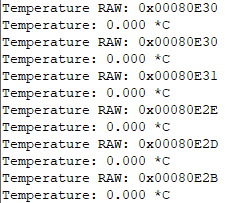 Temperature RAW: 0x00080E30
Temperature: 0.000 *C
Temperature RAW: 0x00080E30
Temperature: 0.000 *C
Temperature RAW: 0x00080E31
Temperature: 0.000 *C
Temperature RAW: 0x00080E2E
Temperature: 0.000 *C
Temperature RAW: 0x00080E2D
Temperature: 0.000 *C
Temperature RAW: 0x00080E2B
Temperature: 0.000 *C